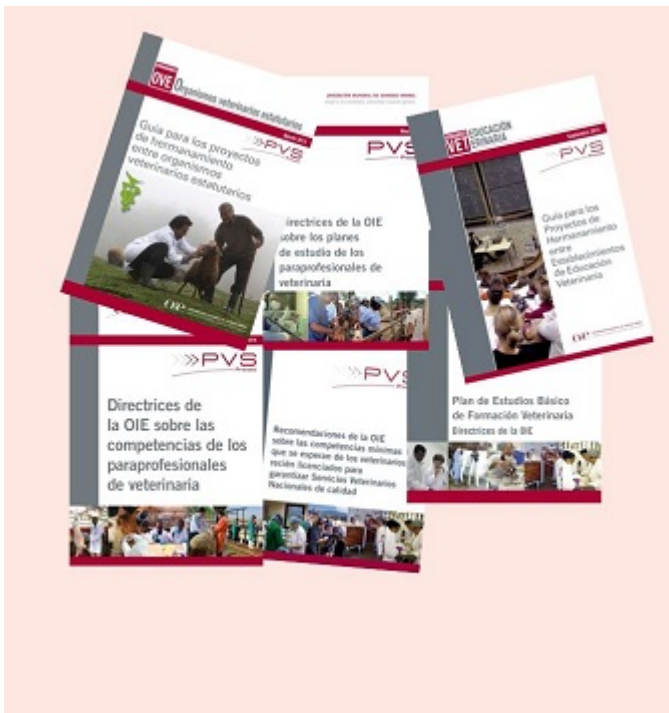 OVE Organismos veterinarios estatutarios
PVS
Guía para los proyectos
de hermanamiento
entre organismos
veterinarios estatutarios
PVS
Directrices de la OIE
sobre los planes
de estudio de los
paraprofesionales de
veterinaria
VET EDUCACIÓN
VETERINARIA
PVS
Guía para los
Proyectos de
Hermanamiento
entre
Establecimientos
de Educación
Veterinaria
PVS
Directrices de
la OIE sobre las
competencias de los
paraprofesionales
de veterinaria
PVS
Recomendaciones de la OIE
sobre las competencias mínimas
que se esperan de los veterinarios
recién licenciados para
garantizar Servicios Veterinarios
Nacionales de calidad
Plan de Estudios Básico
de Formación Veterinaria
Directrices de la OIE